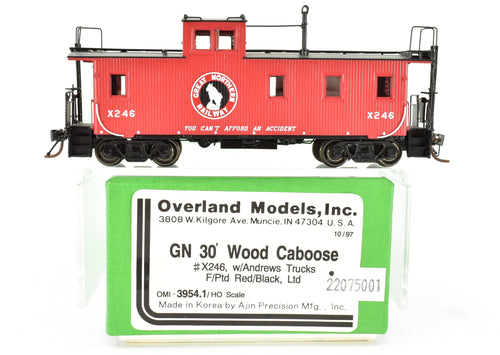 GREAT NORTHERN
RAILWAY
X246
X246
YOU CAN'T AFFORD AN ACCIDENT
Overland Models, Inc.
3808 W. Kilgore Ave. Muncie, IN 47304 U.S.A.
10/97
GN 30' Wood Caboose
#X246, w/Andrews Trucks
F/Ptd Red/Black, Ltd
22075001
OMI-3954.1/HO Scale
Made in Korea by Ajin Precision Mfg., Inc.